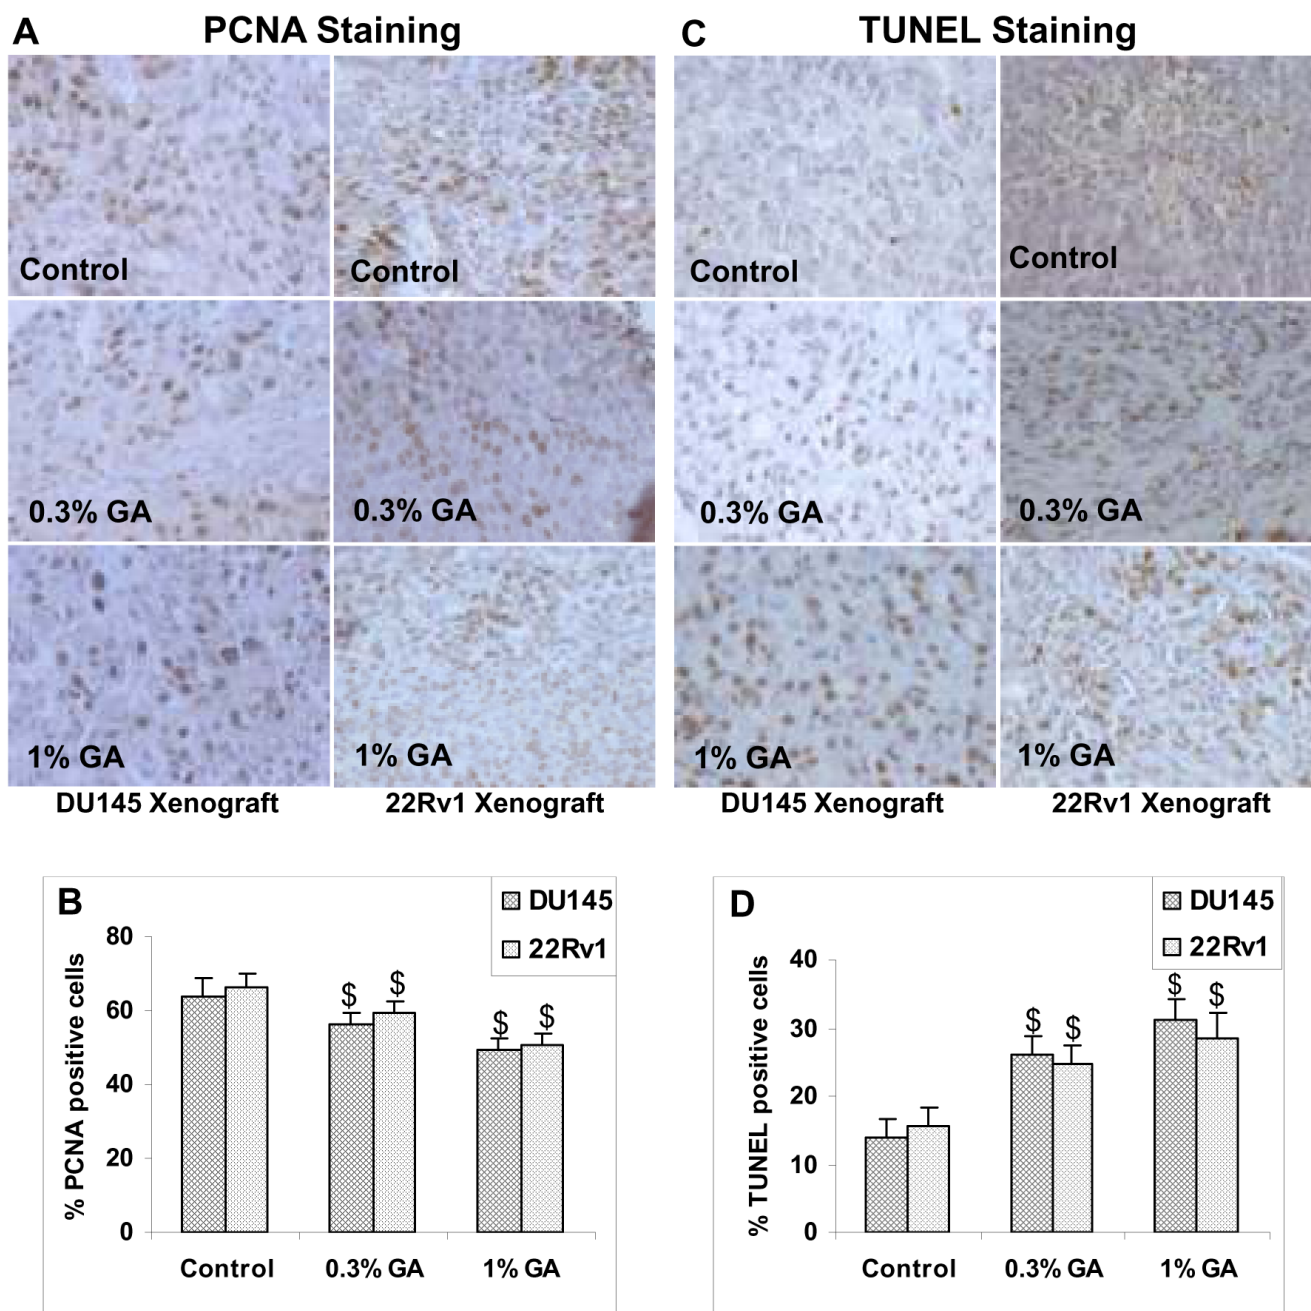 A PCNA Staining
Control
Control
0.3% GA
0.3% GA
1% GA
1% GA
DU145 Xenograft
22Rv1 Xenograft
C TUNEL Staining
Control
Control
0.3% GA
0.3% GA
1% GA
1% GA
DU145 Xenograft
22Rv1 Xenograft
B
DU145
22Rv1
% PCNA positive cells
80
60
40
20
0
$ $
$ $
Control 0.3% GA 1% GA
D
DU145
22Rv1
% TUNEL positive cells
40
30
20
10
0
$ $
$ $
Control 0.3% GA 1% GA